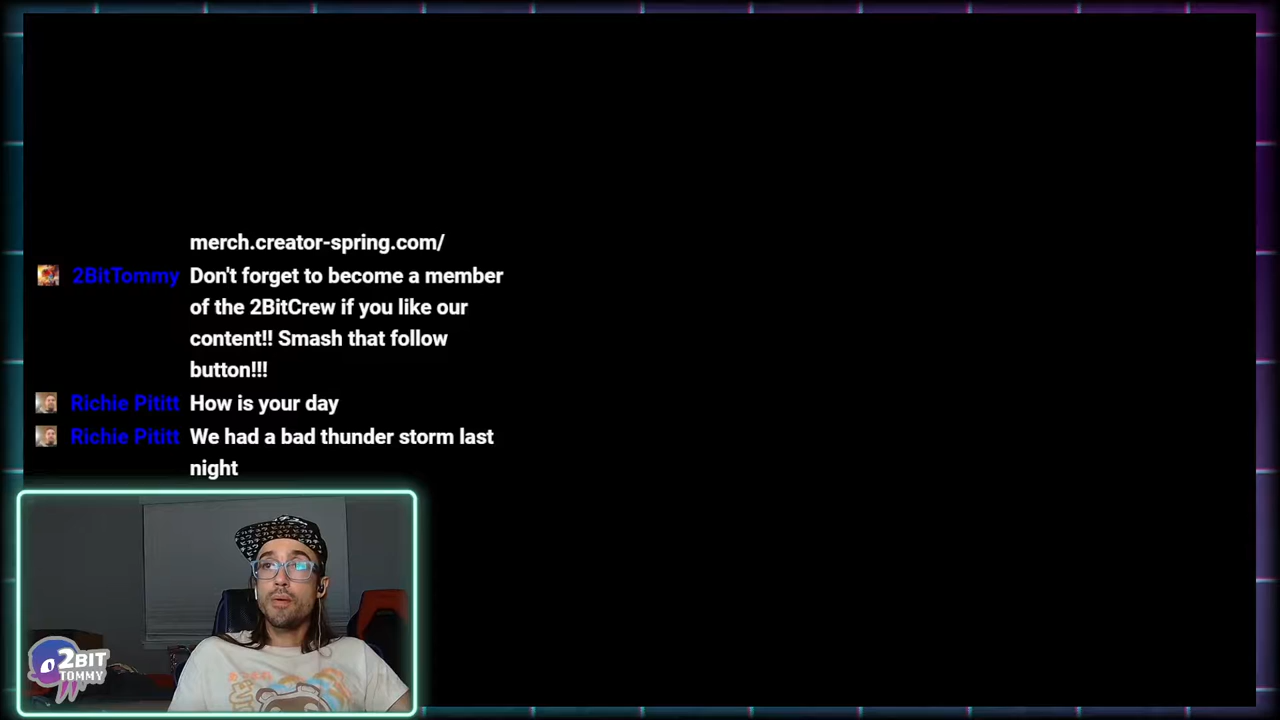 merch.creator-spring.com/
2BitTommy Don't forget to become a member
of the 2BitCrew if you like our
content!! Smash that follow
button!!!
Richie Pititt How is your day
Richie Pititt We had a bad thunder storm last
night
2BIT
TOMMY